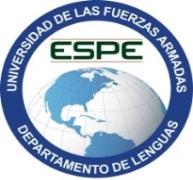 UNIVERSIDAD DE LAS FUERZAS ARMADAS
ESPE
DEPARTAMENTO DE LENGUAS